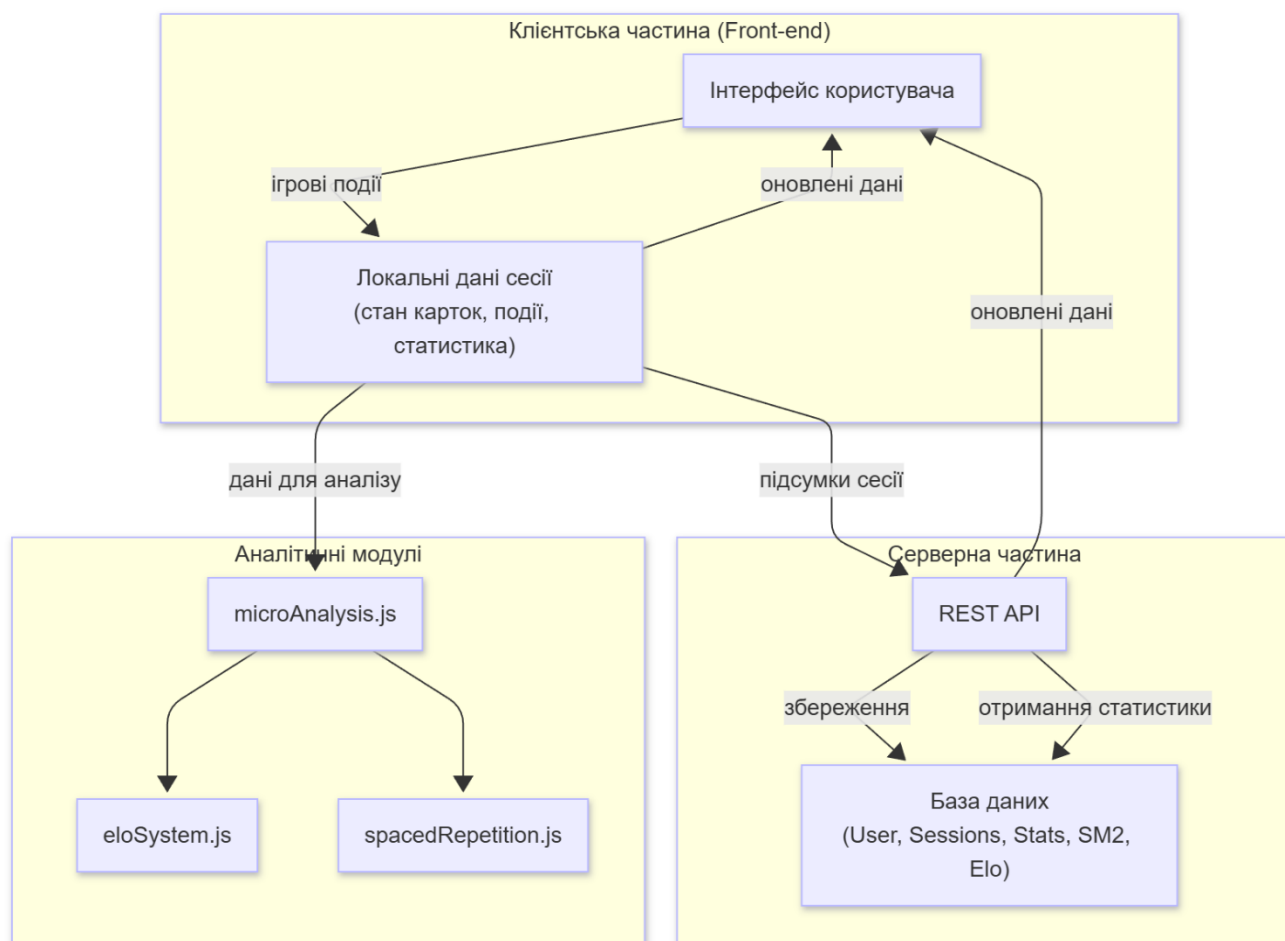 Клієнтська частина (Front-end)
Інтерфейс користувача
ігрові події
оновлені дані
Локальні дані сесії
(стан карток, події,
статистика)
оновлені дані
дані для аналізу
підсумки сесії
Аналітичні модулі
Серверна частина
microAnalysis.js
REST API
збереження
отримання статистики
eloSystem.js
spacedRepetition.js
База даних
(User, Sessions, Stats, SM2,
Elo)